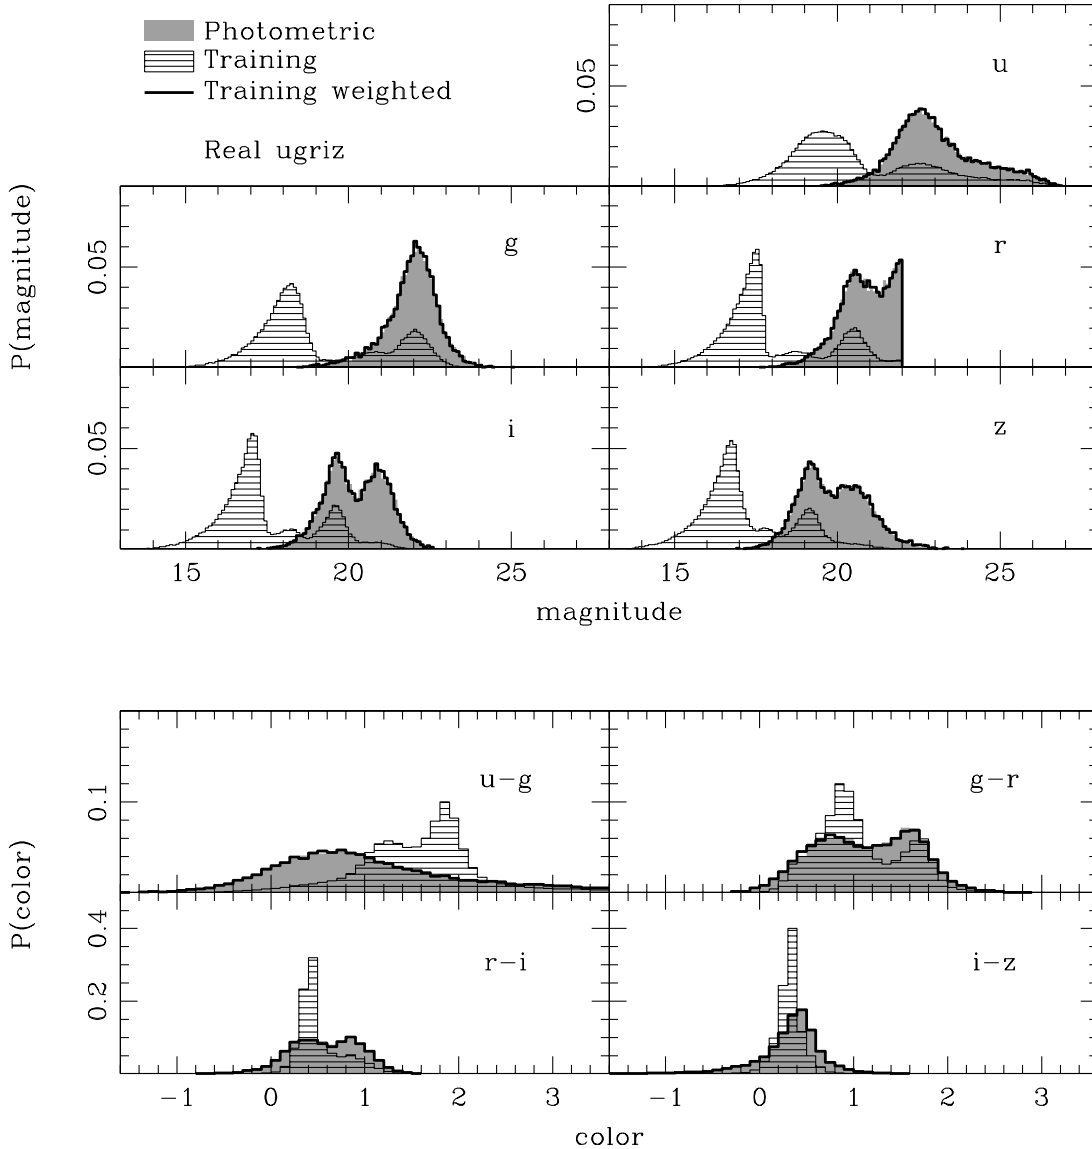 Photometric
Training
Training weighted
Real ugriz
u
0.05
P(magnitude)
g
0.05
r
i
0.05
z
15 20 25 15 20 25
magnitude
P(color)
u-g
0.1
g-r
r-i
0.4
0.2
i-z
-1 0 1 2 3 -1 0 1 2 3
color